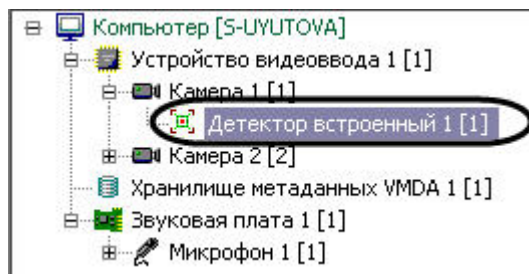 Компьютер [S-UYUTOVA]
Устройство видеоввода 1 [1]
Камера 1 [1]
Детектор встроенный 1 [1]
Камера 2 [2]
Хранилище метаданных VMDA 1 [1]
Звуковая плата 1 [1]
Микрофон 1 [1]